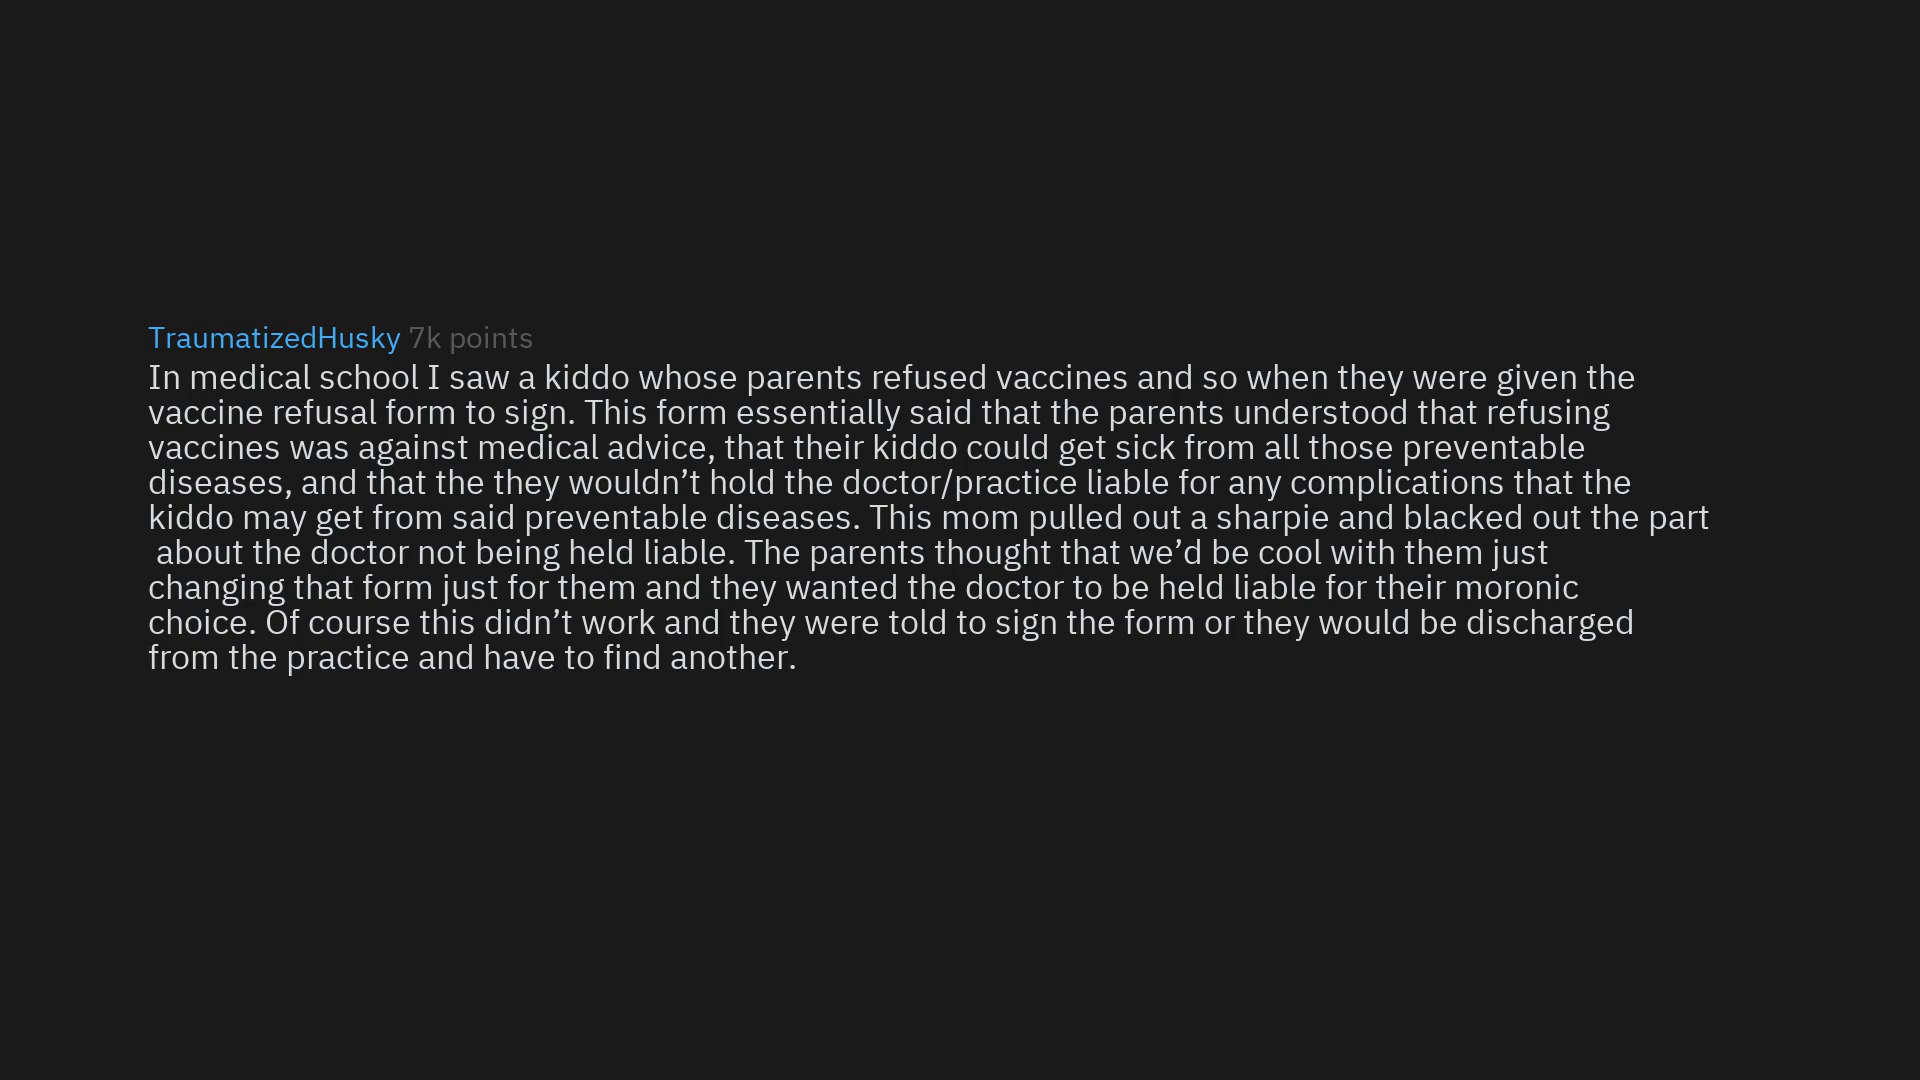 TraumatizedHusky 7k points
In medical school I saw a kiddo whose parents refused vaccines and so when they were given the
vaccine refusal form to sign. This form essentially said that the parents understood that refusing
vaccines was against medical advice, that their kiddo could get sick from all those preventable
diseases, and that the they wouldn’t hold the doctor/practice liable for any complications that the
kiddo may get from said preventable diseases. This mom pulled out a sharpie and blacked out the part
about the doctor not being held liable. The parents thought that we’d be cool with them just
changing that form just for them and they wanted the doctor to be held liable for their moronic
choice. Of course this didn’t work and they were told to sign the form or they would be discharged
from the practice and have to find another.